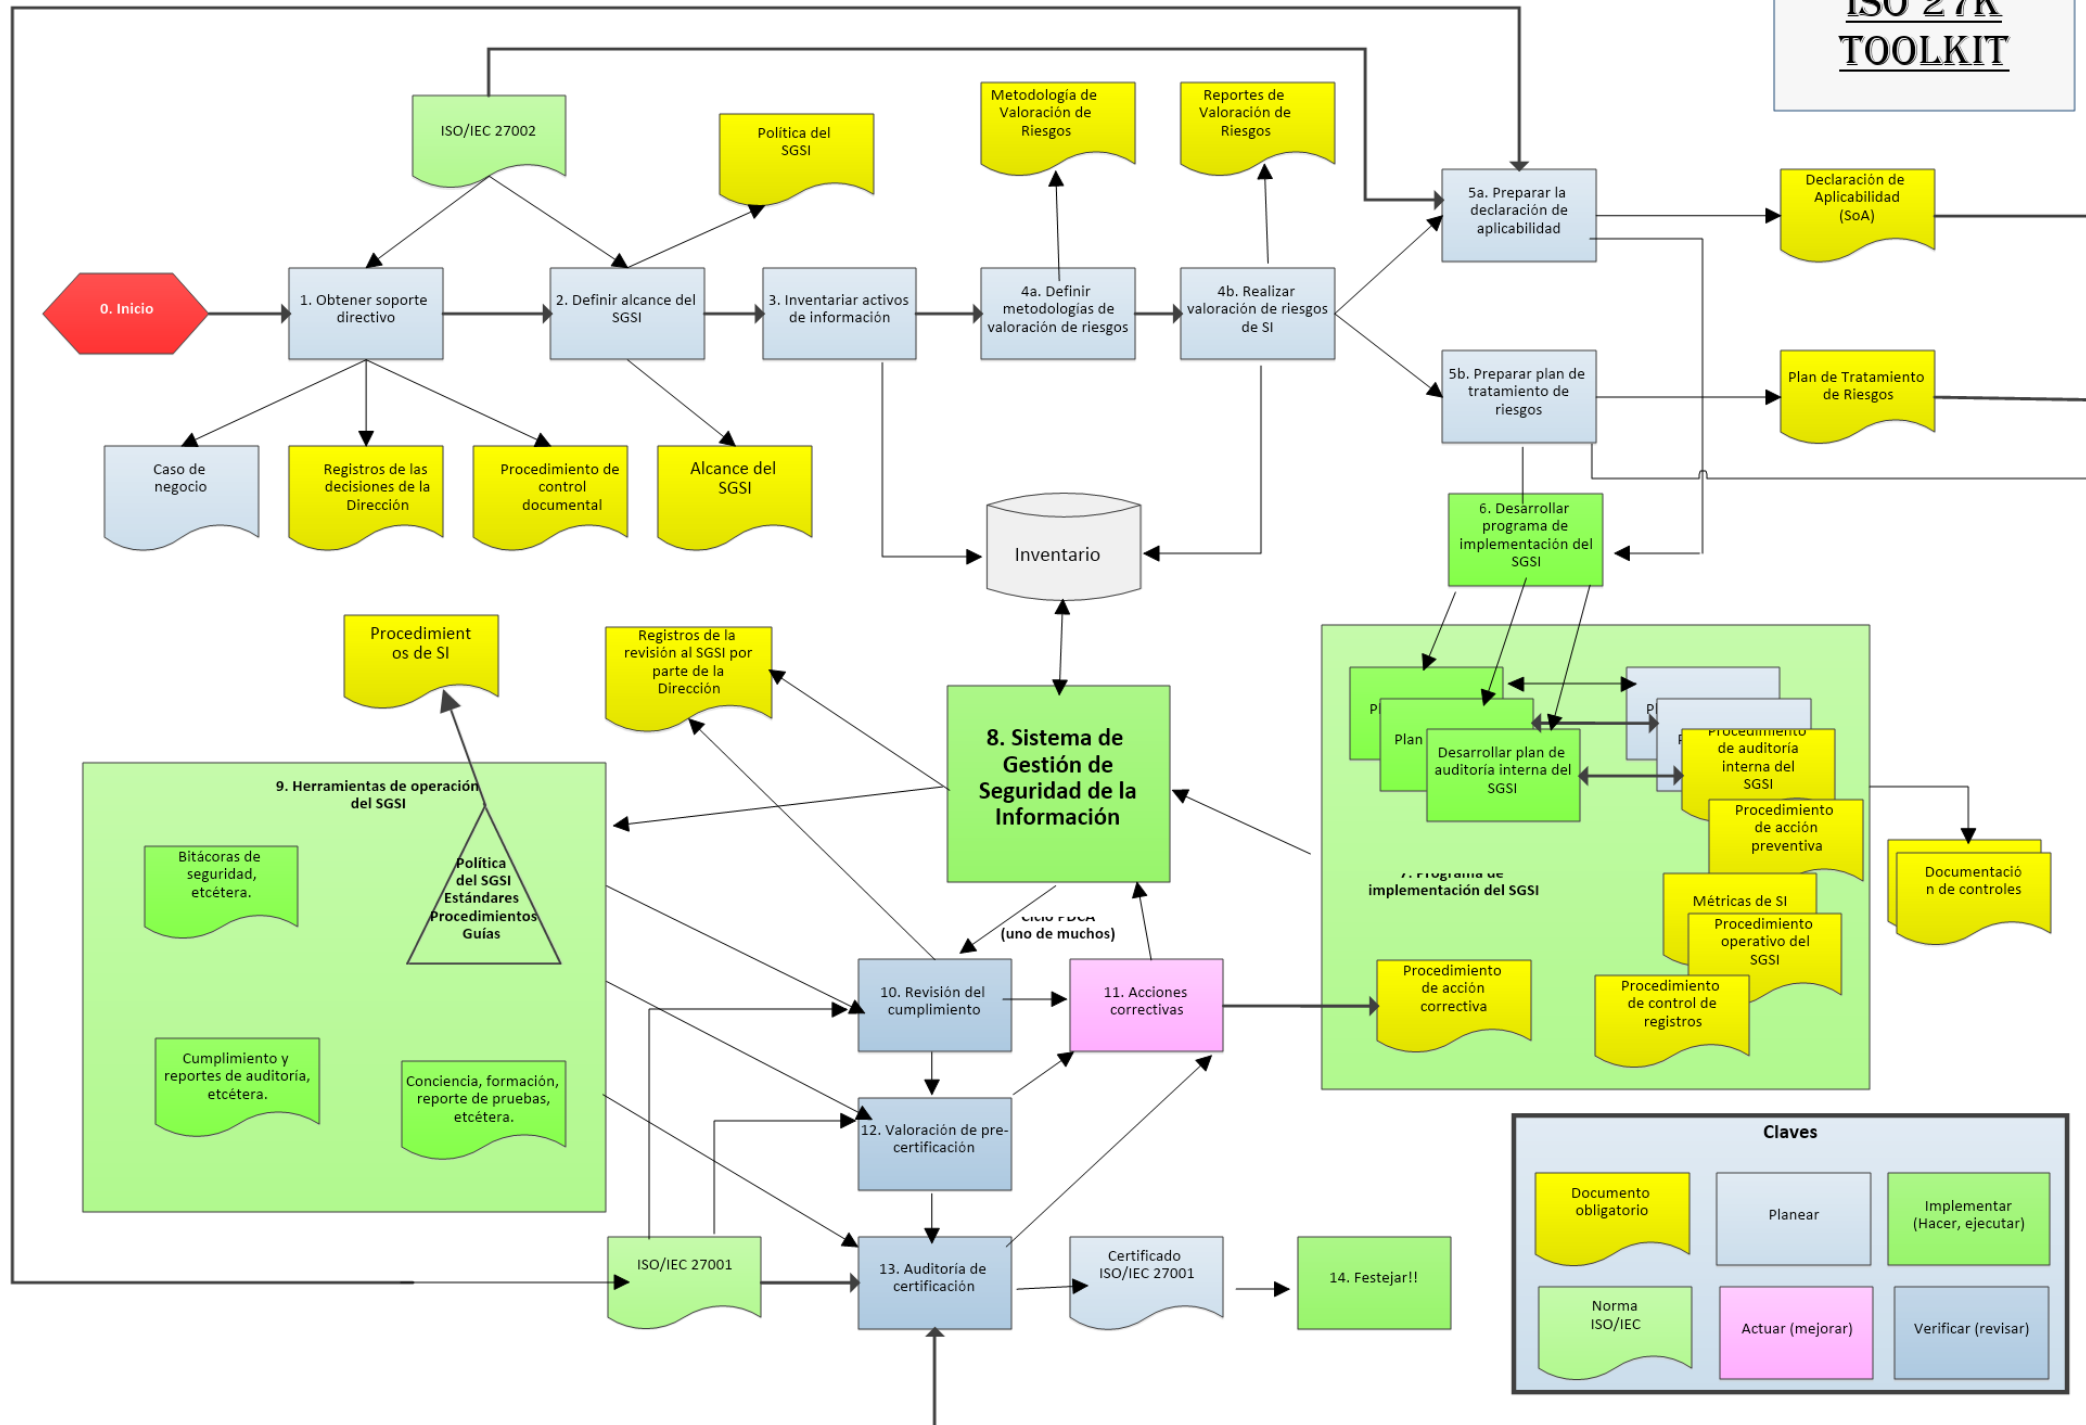 ISO 27K
TOOLKIT
ISO/IEC 27002
Política del
SGSI
Metodología de
Valoración de
Riesgos
Reportes de
Valoración de
Riesgos
5a. Preparar la
declaración de
aplicabilidad
Declaración de
Aplicabilidad
(SoA)
0. Inicio
1. Obtener soporte
directivo
2. Definir alcance del
SGSI
3. Inventariar activos
de información
4a. Definir
metodologías de
valoración de riesgos
4b. Realizar
valoración de riesgos
de SI
5b. Preparar plan de
tratamiento de
riesgos
Plan de Tratamiento
de Riesgos
Caso de
negocio
Registros de las
decisiones de la
Dirección
Procedimiento de
control
documental
Alcance del
SGSI
Inventario
6. Desarrollar
programa de
implementación del
SGSI
Procedimient
os de SI
Registros de la
revisión al SGSI por
parte de la
Dirección
8. Sistema de
Gestión de
Seguridad de la
Información
Pl
Plan
Desarrollar plan de
auditoría interna del
SGSI
Procedimiento
de auditoría
interna del
SGSI
Procedimiento
de acción
preventiva
7. Programa de
implementación del SGSI
Métricas de SI
Procedimiento
operativo del
SGSI
Procedimiento
de control de
registros
Procedimiento
de acción
correctiva
Documentació
n de controles
9. Herramientas de operación
del SGSI
Bitácoras de
seguridad,
etcétera.
Política
del SGSI
Estándares
Procedimientos
Guías
Cumplimiento y
reportes de auditoría,
etcétera.
Conciencia, formación,
reporte de pruebas,
etcétera.
Ciclo PDCA
(uno de muchos)
10. Revisión del
cumplimiento
11. Acciones
correctivas
12. Valoración de pre-
certificación
ISO/IEC 27001
13. Auditoría de
certificación
Certificado
ISO/IEC 27001
14. Festejar!!
Claves
Documento
obligatorio
Planear
Implementar
(Hacer, ejecutar)
Norma
ISO/IEC
Actuar (mejorar)
Verificar (revisar)